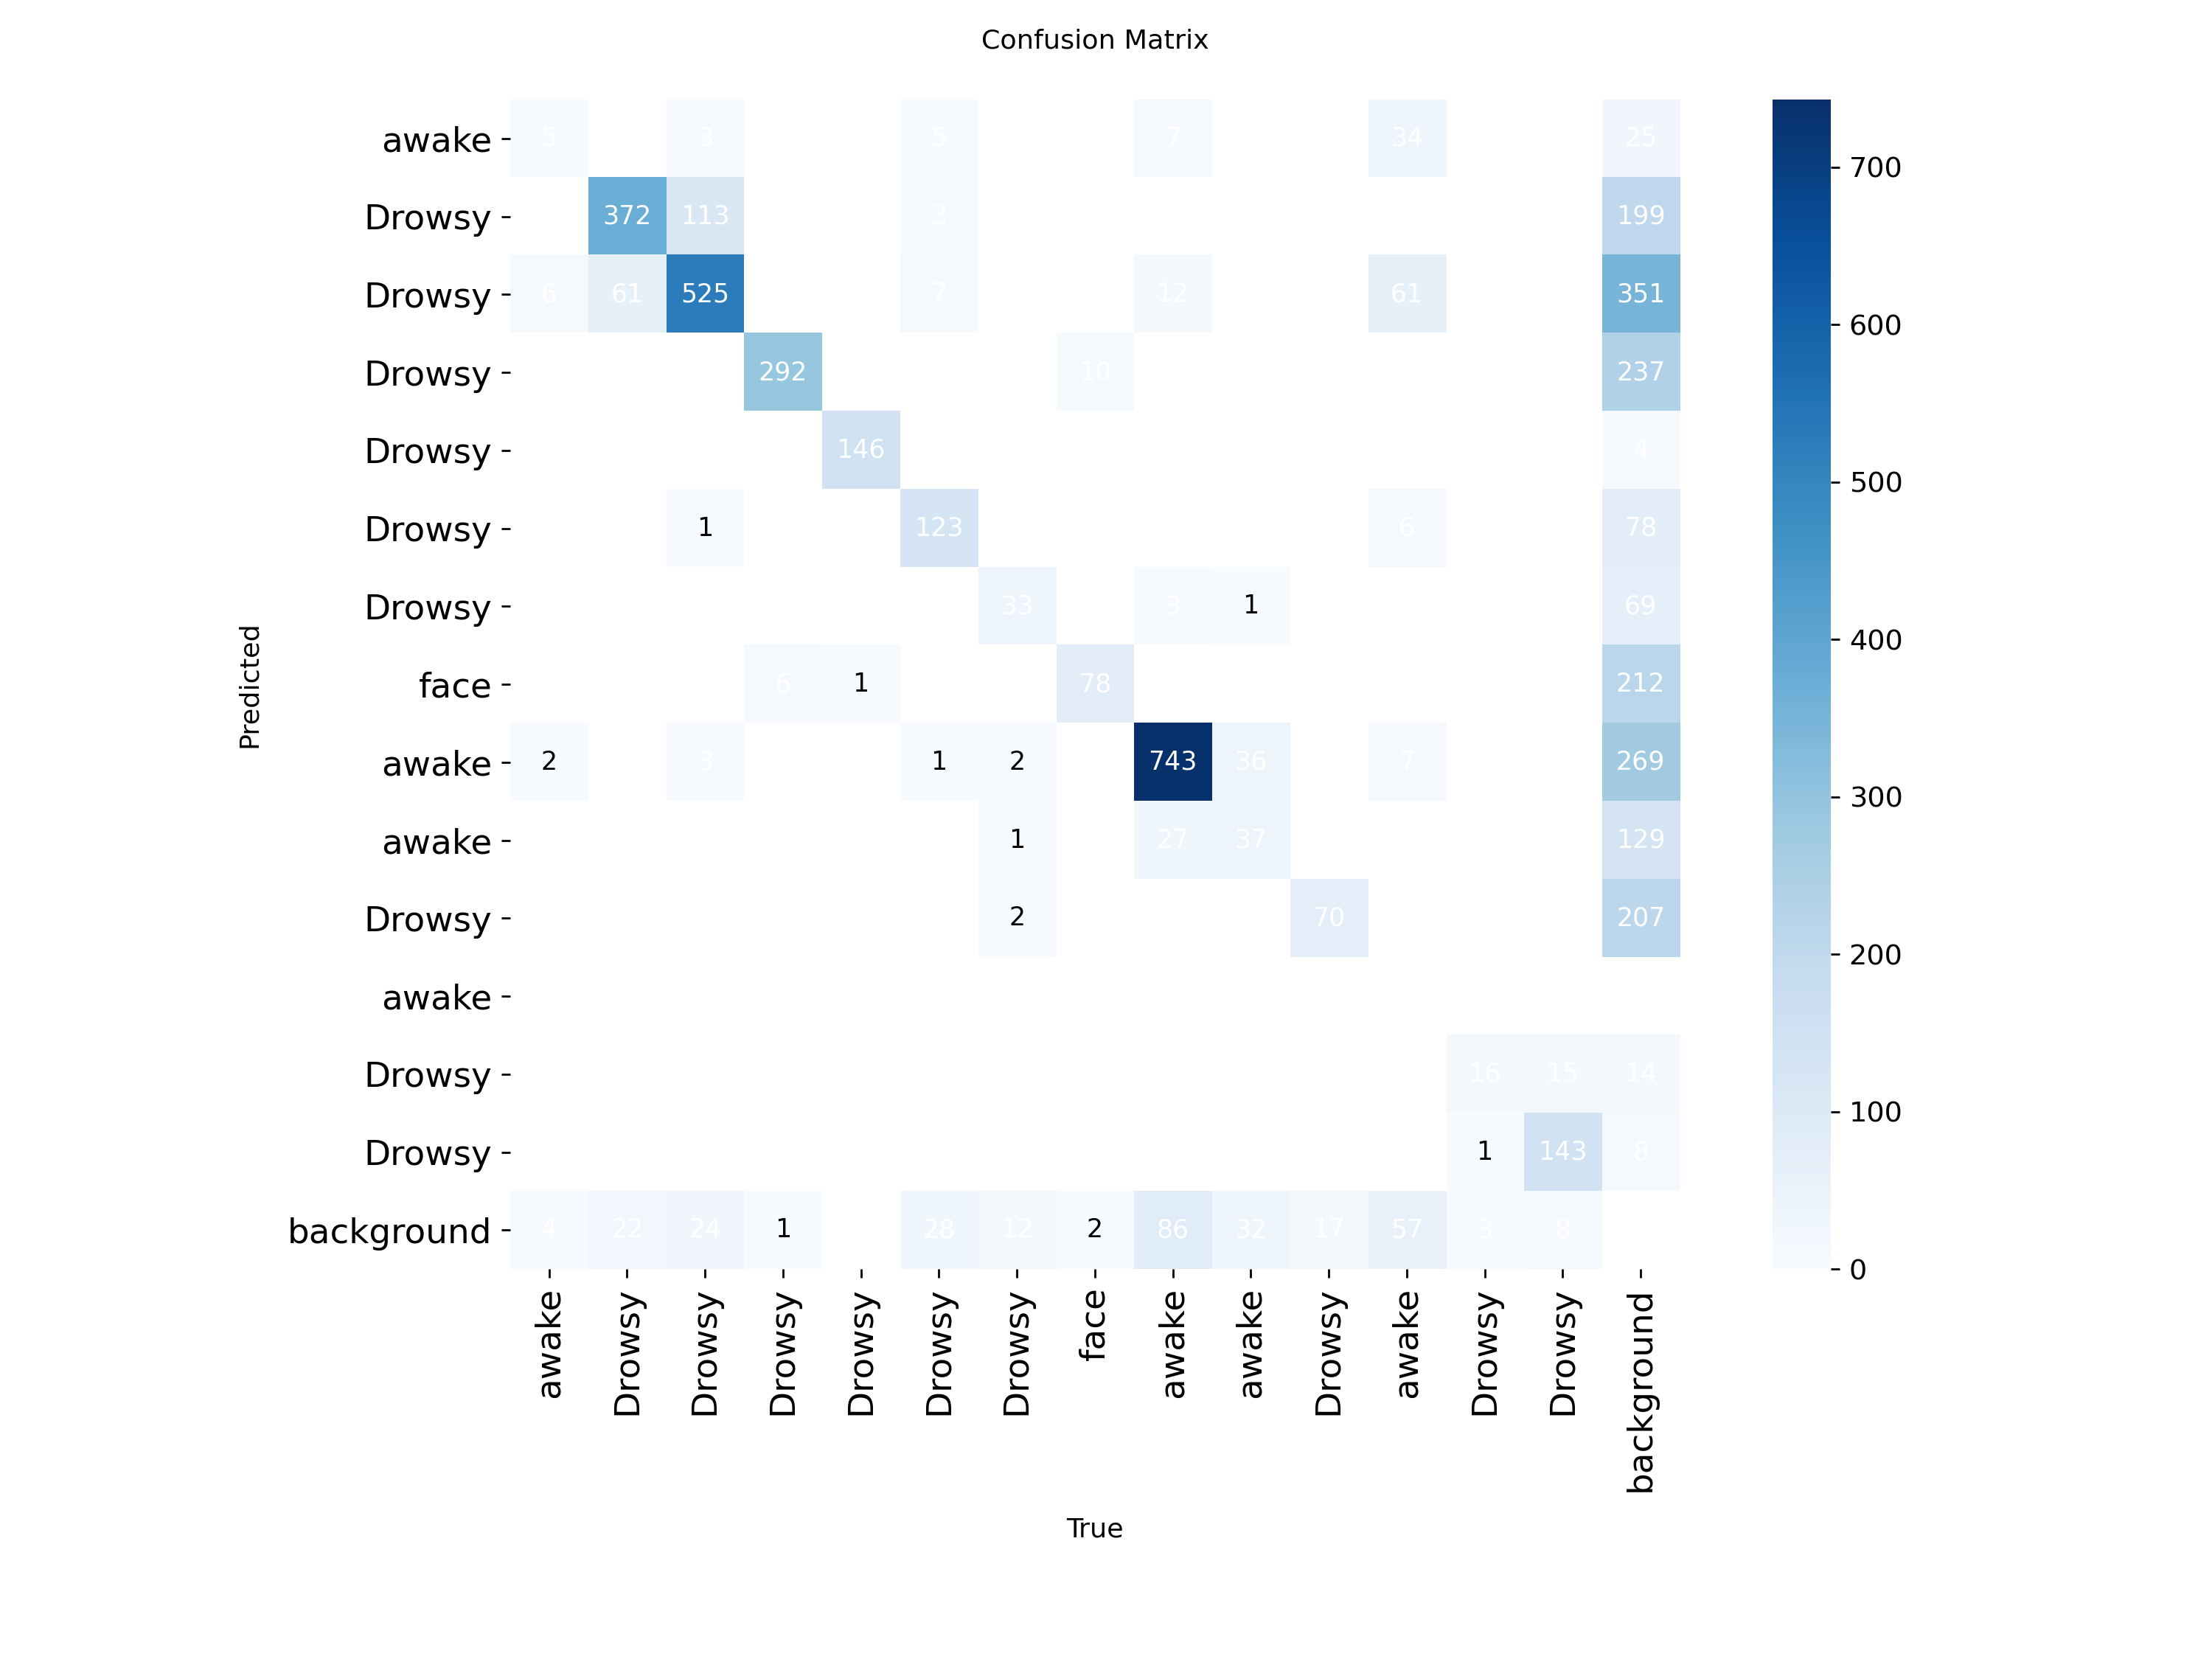 Confusion Matrix
awake 5 3 5 7 34 25
Drowsy 372 113 3 199
Drowsy 6 61 525 7 12 61 351
Drowsy 292 10 237
Drowsy 146 4
Drowsy 1 123 6 78
Drowsy 33 3 1 69
face 6 1 78 212
awake 2 3 1 2 743 36 7 269
awake 1 27 37 129
Drowsy 2 70 207
awake
Drowsy 16 15 14
Drowsy 1 143 8
background 4 22 24 1 28 12 2 86 32 17 57 3 8
Predicted
awake
Drowsy
Drowsy
Drowsy
Drowsy
Drowsy
Drowsy
face
awake
awake
Drowsy
awake
Drowsy
Drowsy
background
True
700
600
500
400
300
200
100
0